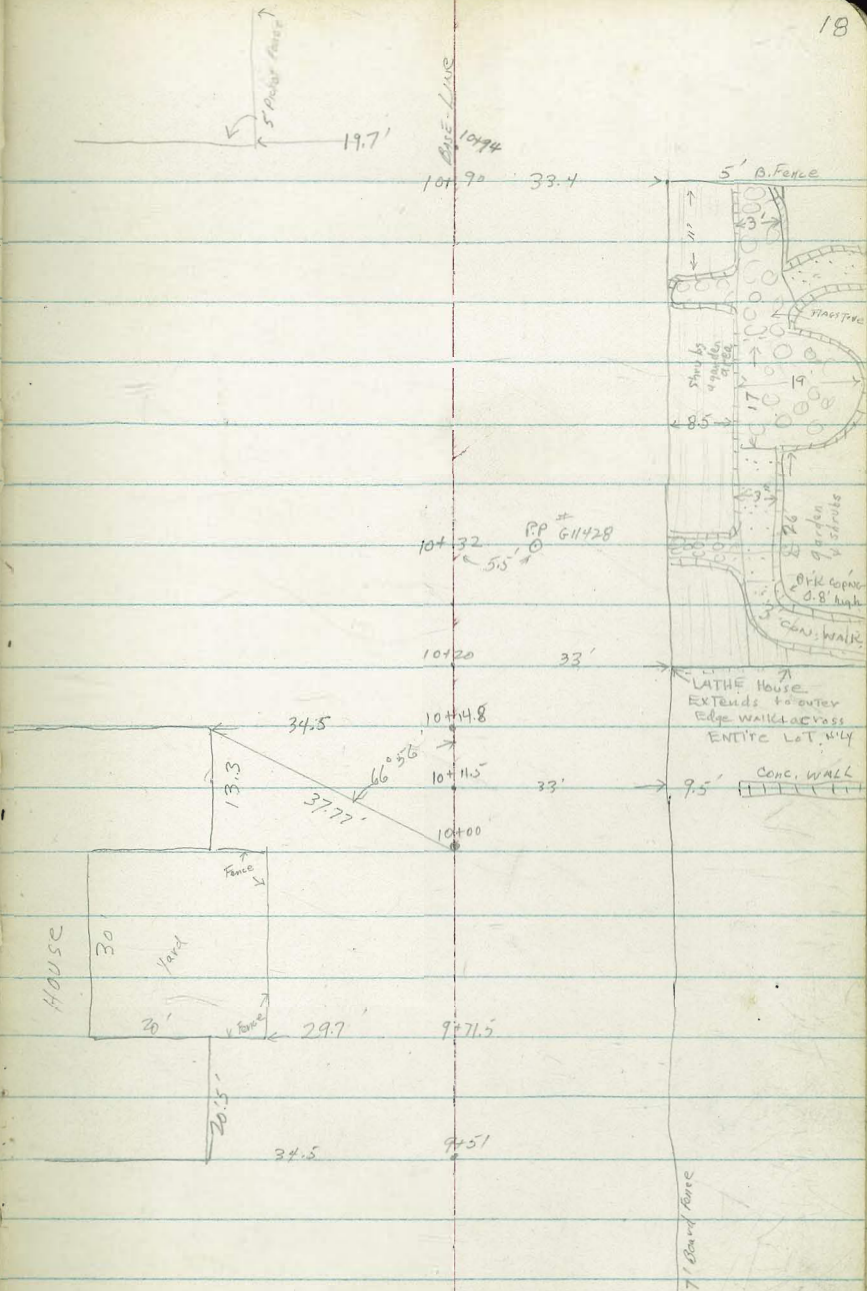 18
5' Picket Fence
BASE-LINE
19.7'
10+94
10+90
33.4
5' B. Fence
11'
3'
FLAGSTONE
Shrubs
& garden
area
17
19
8.5
3'
26'
garden
& shrubs
10+32
5.5'
P.P # G11428
Brk coping
0.8' high
3' CON. WALK
10+20
33'
LATHE House
Extends to outer
Edge walk & across
ENTIRE LOT N'LY
34.5
10+14.8
66° 56'
13.3
37.77'
10+11.5
33'
9.5'
Conc. WALL
10+00
Fence
HOUSE
30'
Yard
20'
Fence
29.7
9+71.5
20.5'
34.5
9+51
7' Board Fence